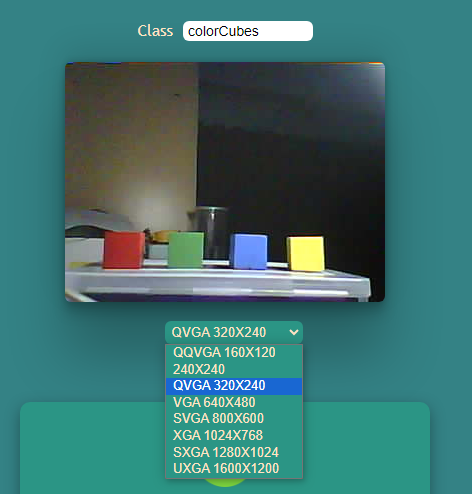 Class colorCubes
QVGA 320X240
QQVGA 160X120
240X240
QVGA 320X240
VGA 640X480
SVGA 800X600
XGA 1024X768
SXGA 1280X1024
UXGA 1600X1200